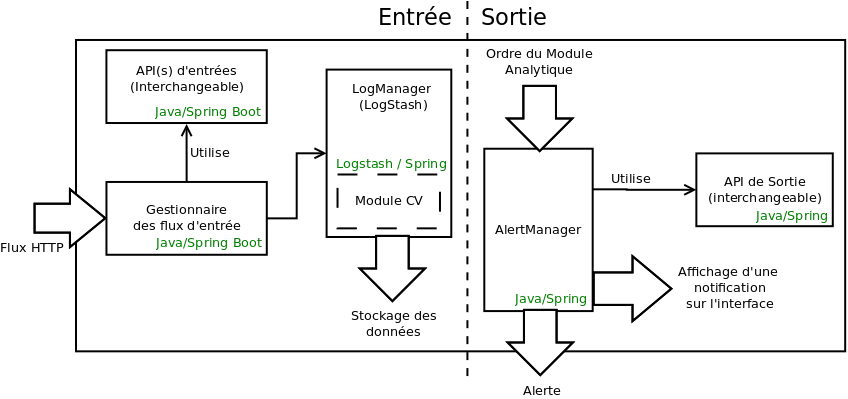 Entrée
Sortie
API(s) d'entrées
(Interchangeable)
Java/Spring Boot
Utilise
Gestionnaire
des flux d'entrée
Java/Spring Boot
Flux HTTP
LogManager
(LogStash)
Logstash / Spring
Module CV
Stockage des
données
Ordre du Module
Analytique
AlertManager
Java/Spring
Utilise
API de Sortie
(interchangeable)
Java/Spring
Affichage d'une
notification
sur l'interface
Alerte